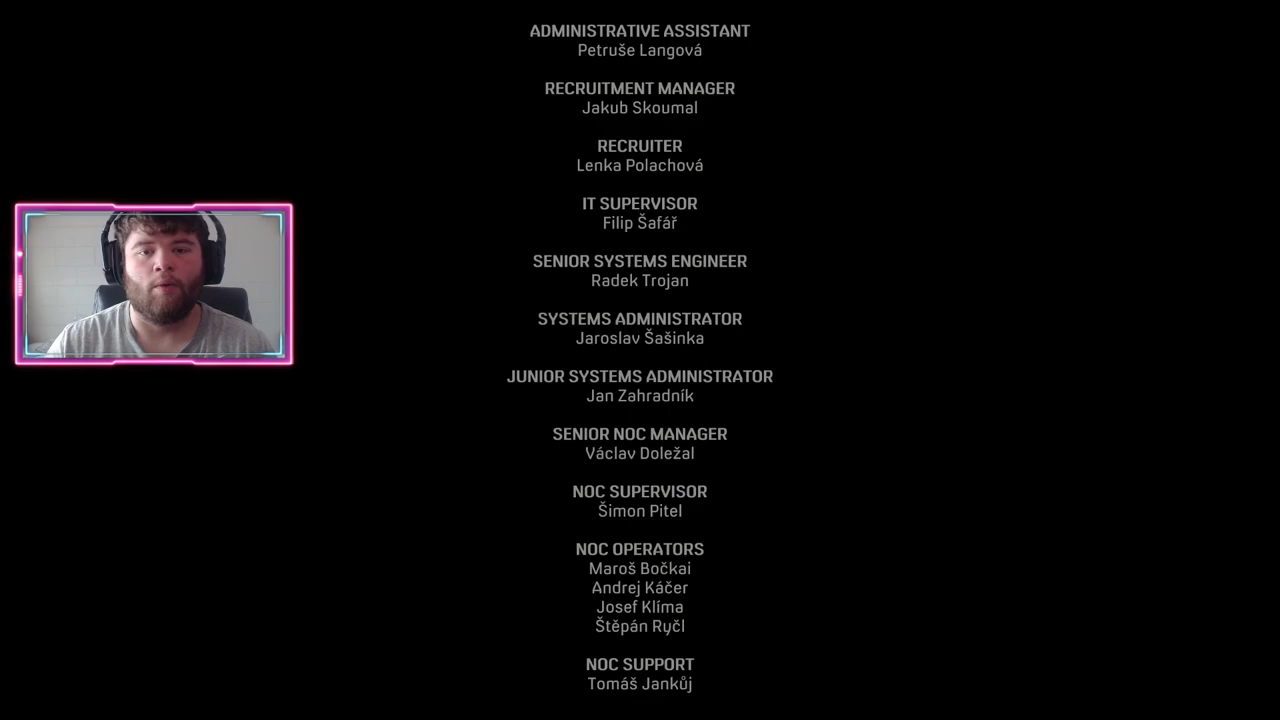 ADMINISTRATIVE ASSISTANT
Petruše Langová
RECRUITMENT MANAGER
Jakub Skoumal
RECRUITER
Lenka Polachová
IT SUPERVISOR
Filip Šafář
SENIOR SYSTEMS ENGINEER
Radek Trojan
SYSTEMS ADMINISTRATOR
Jaroslav Šašinka
JUNIOR SYSTEMS ADMINISTRATOR
Jan Zahradník
SENIOR NOC MANAGER
Václav Doležal
NOC SUPERVISOR
Šimon Pitel
NOC OPERATORS
Maroš Bočkai
Andrej Káčer
Josef Klíma
Štěpán Ryčl
NOC SUPPORT
Tomáš Jankůj